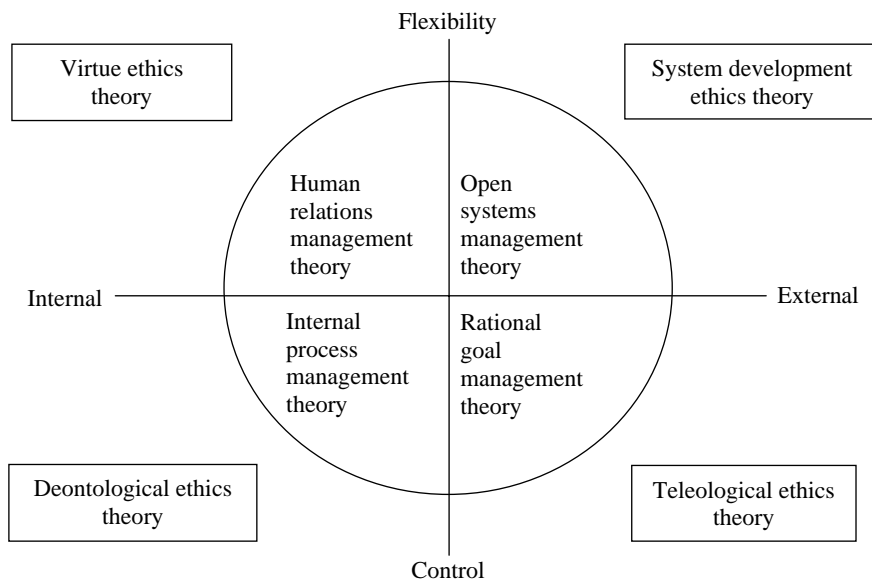 Flexibility
Virtue ethics
theory
System development
ethics theory
Human
relations
management
theory
Open
systems
management
theory
Internal
External
Internal
process
management
theory
Rational
goal
management
theory
Deontological ethics
theory
Teleological ethics
theory
Control